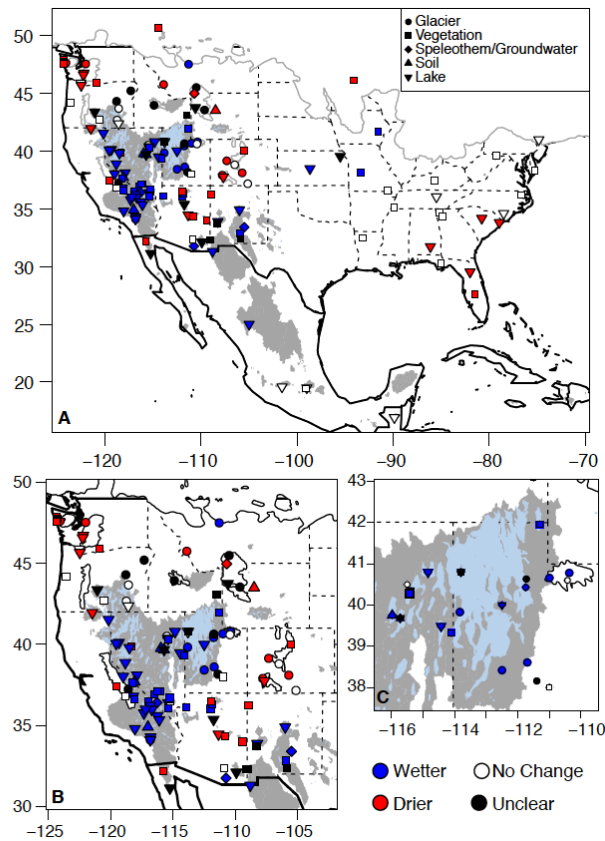 50
45
40
35
30
25
20
Glacier
Vegetation
Speleothem/Groundwater
Soil
Lake
A
−120
−110
−100
−90
−80
−70
50
45
40
35
30
B
−125
−120
−115
−110
−105
43
42
41
40
39
38
C
−116
−114
−112
−110
Wetter
No Change
Drier
Unclear